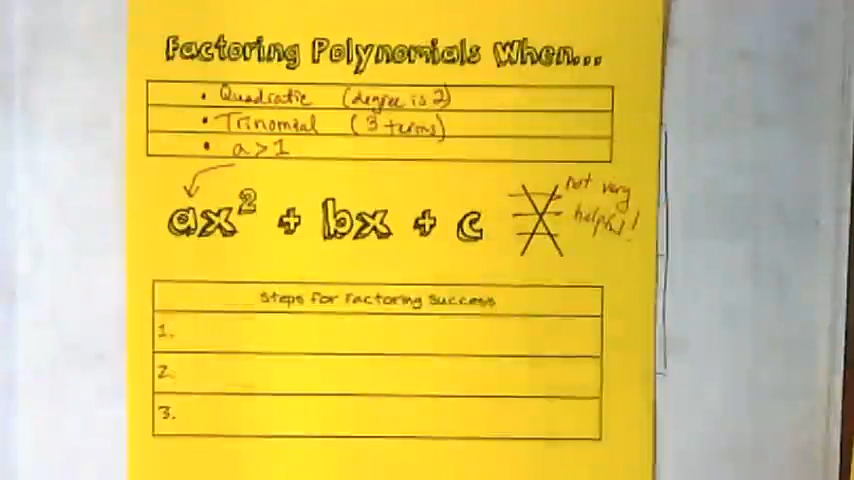 Factoring Polynomials When...
• Quadratic (degree is 2)
• Trinomial (3 terms)
• a > 1
ax² + bx + c
not very
helpful!
Steps for Factoring Success
1.
2.
3.